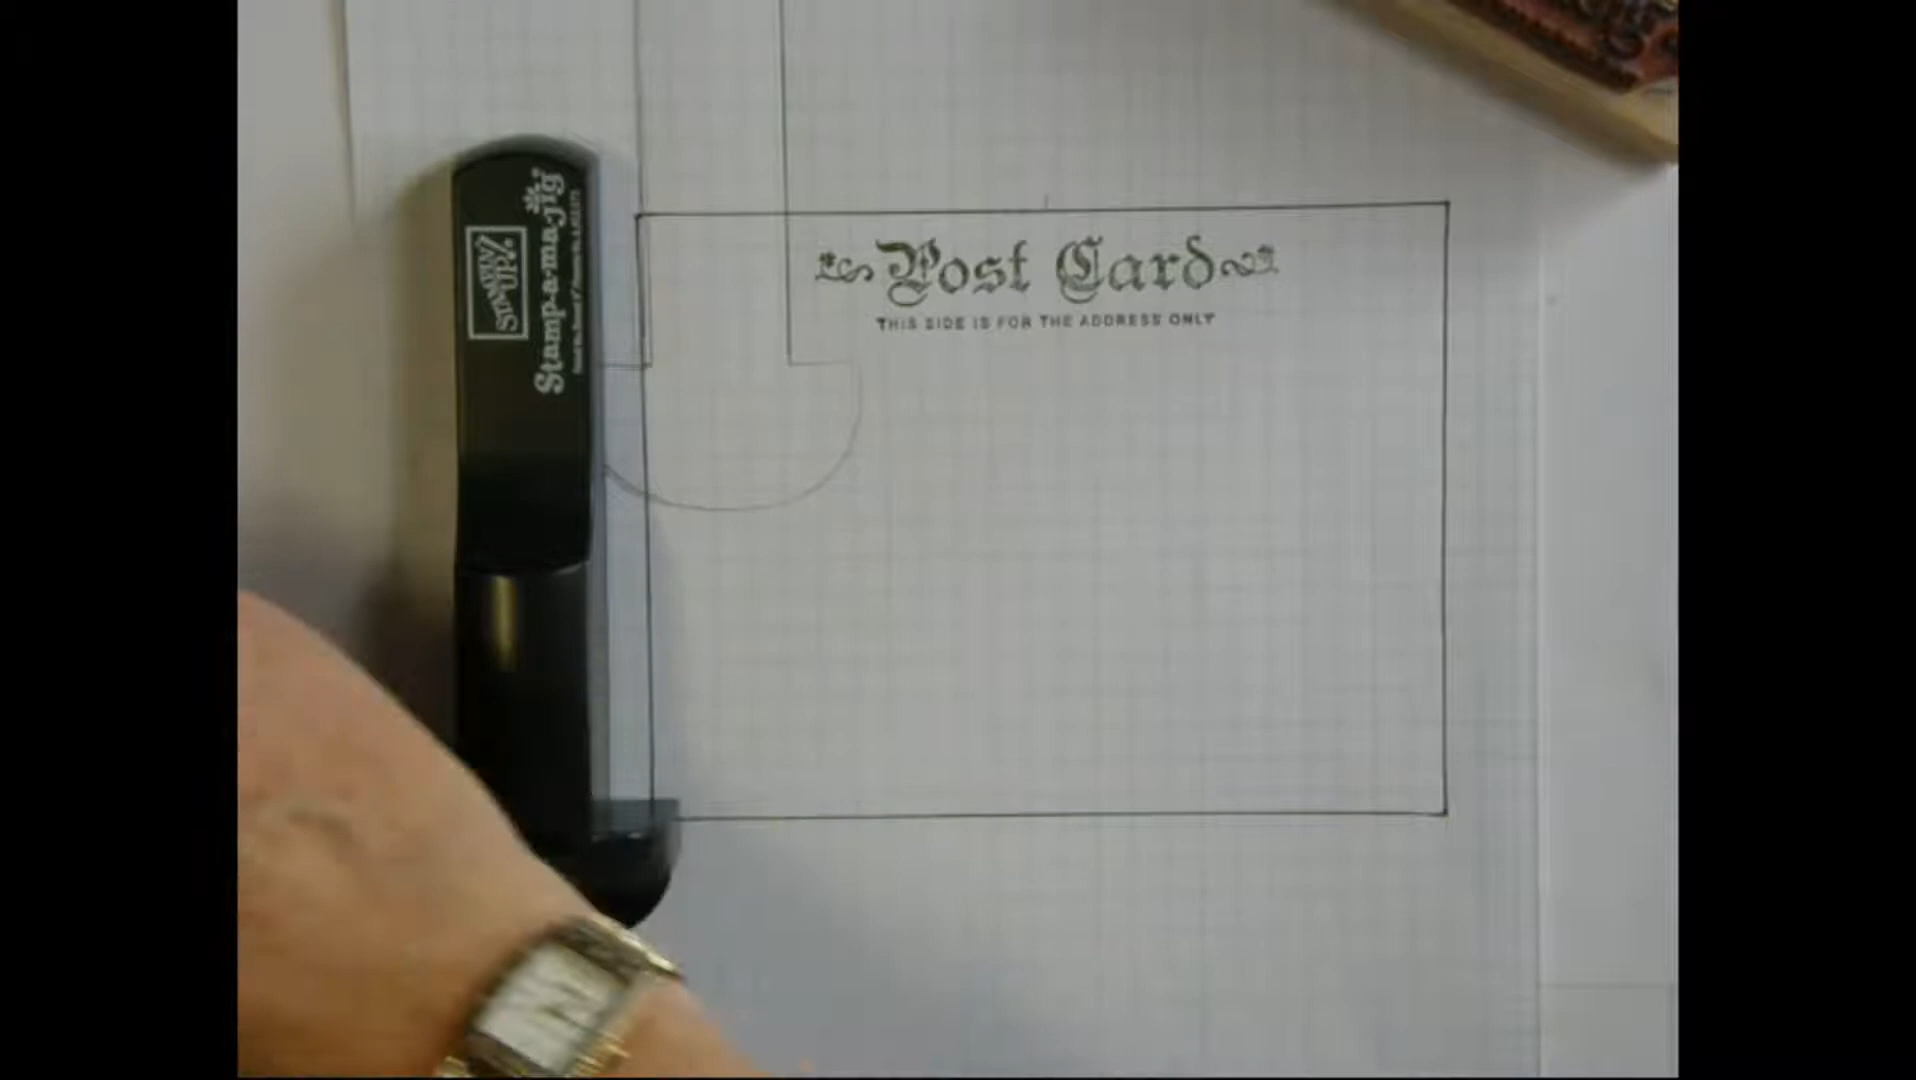 Post Card
THIS SIDE IS FOR THE ADDRESS ONLY
STAMPIN' UP!
Stamp-a-ma-jig